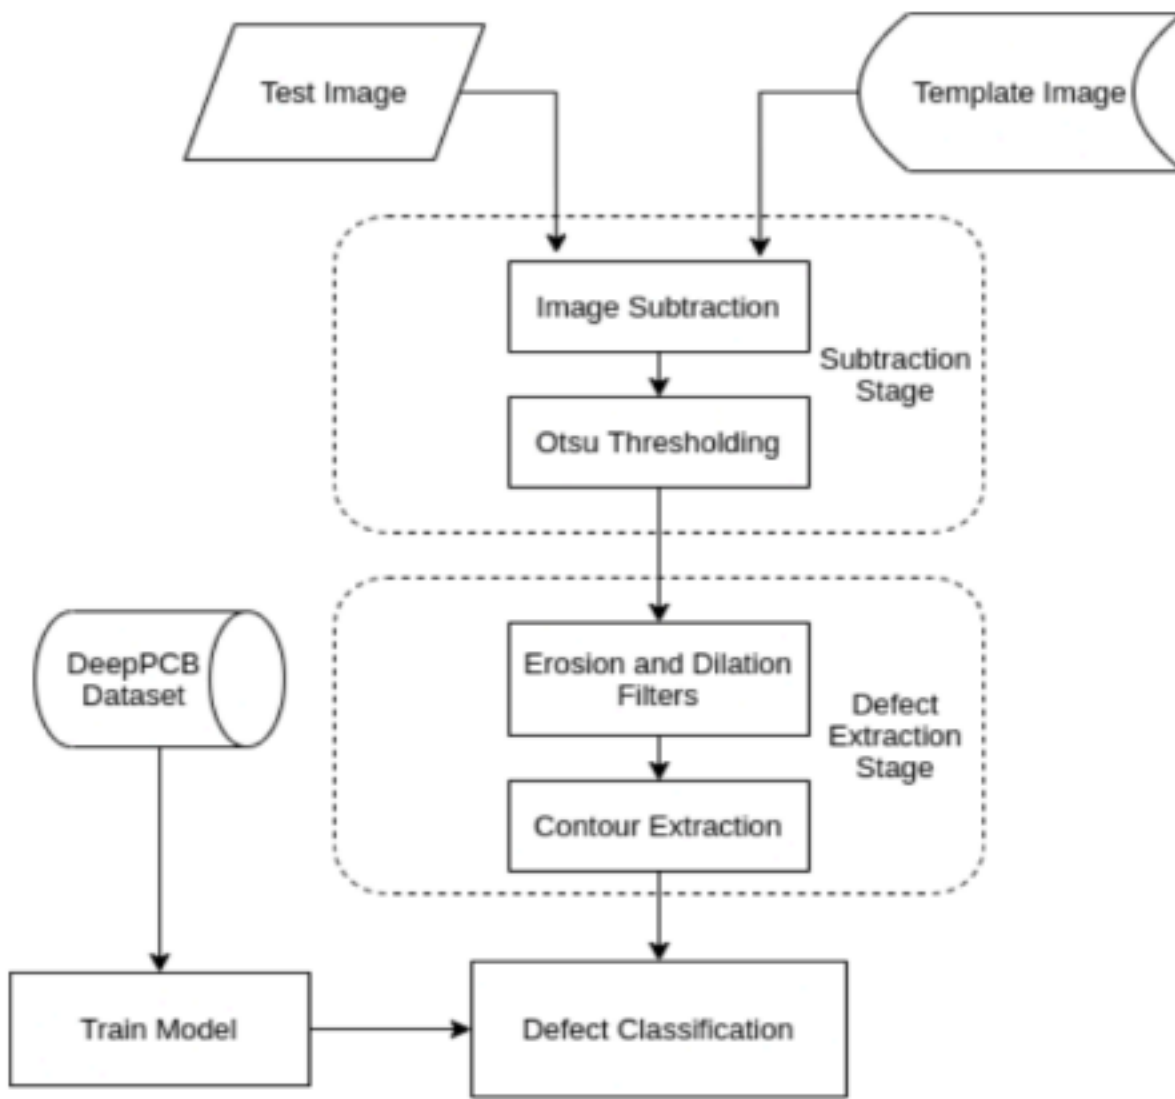 Test Image
Template Image
Image Subtraction
Subtraction
Stage
Otsu Thresholding
DeepPCB
Dataset
Erosion and Dilation
Filters
Defect
Extraction
Stage
Contour Extraction
Train Model
Defect Classification